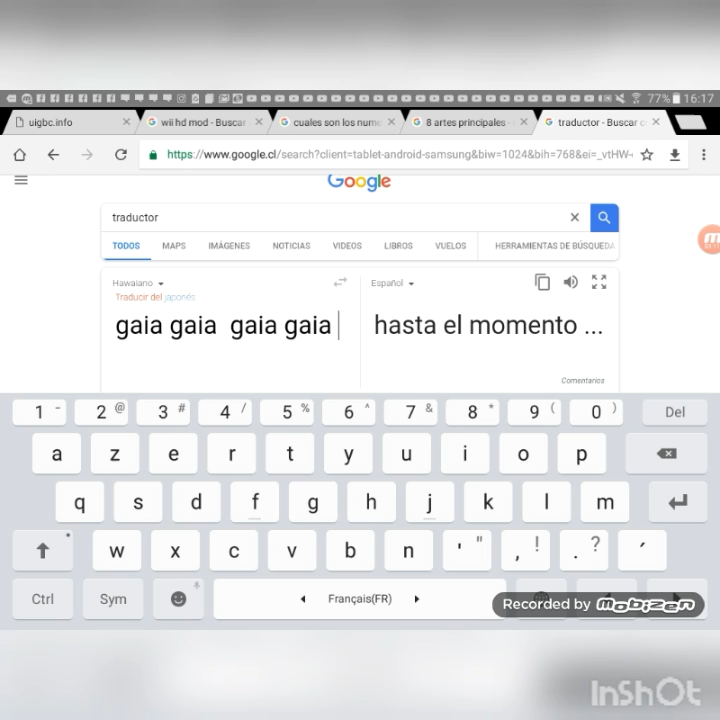 77% 16:17
uigbc.info × wii hd mod - Buscar × cuales son los nume × 8 artes principales - × traductor - Buscar c ×
https://www.google.cl/search?client=tablet-android-samsung&biw=1024&bih=768&ei=_vtHW-
Google
traductor ×
TODOS MAPS IMÁGENES NOTICIAS VIDEOS LIBROS VUELOS HERRAMIENTAS DE BÚSQUEDA
Hawaiano Español
Traducir del japonés
gaia gaia gaia gaia hasta el momento ...
Comentarios
1 - 2 @ 3 # 4 / 5 % 6 ^ 7 & 8 * 9 ( 0 ) Del
a z e r t y u i o p
q s d f g h j k l m
w x c v b n ' " , ! . ? ´
Ctrl Sym Français(FR)
Recorded by mobizen
InShOt